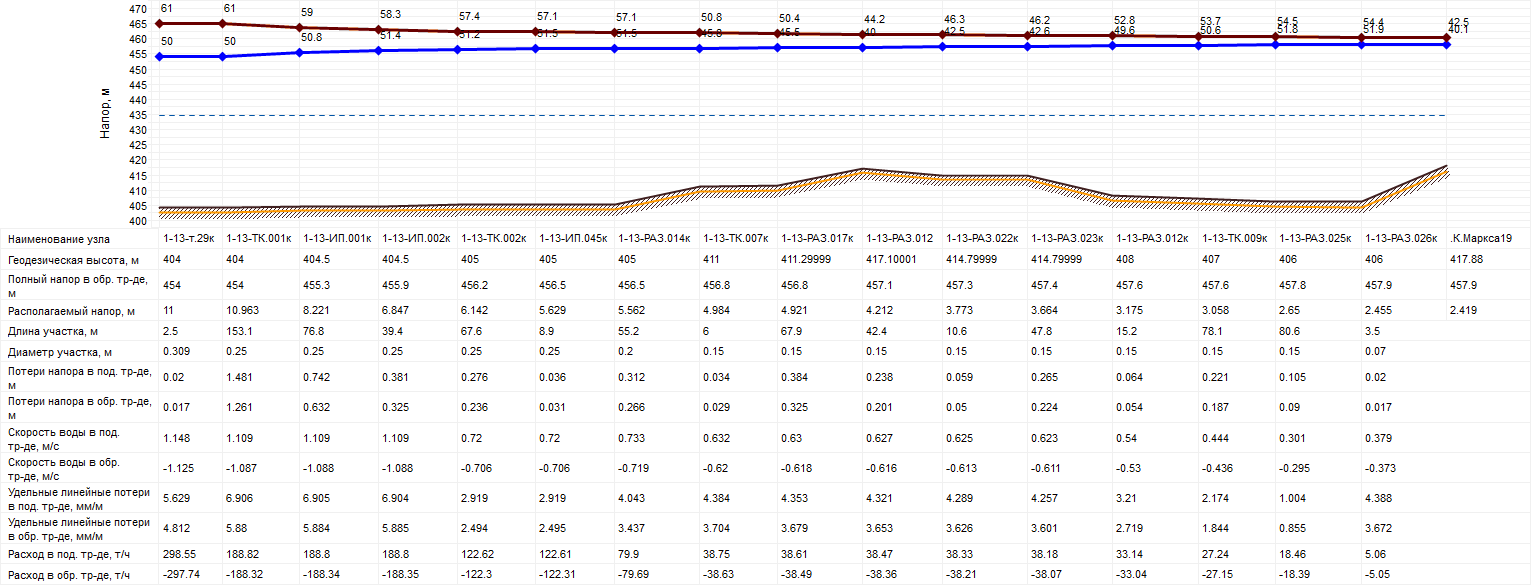 470
465
460
455
450
445
440
435
430
425
420
415
410
405
400
Напор, м
61 61 59 58.3 57.4 57.1 57.1 50.8 50.4 44.2 46.3 46.2 52.8 53.7 54.5 54.4 42.5
50 50 50.8 51.4 51.2 51.5 51.5 45.8 45.5 40 42.5 42.6 49.6 50.6 51.8 51.9 40.1
Наименование узла 1-13-т.29к 1-13-ТК.001к 1-13-ИП.001к 1-13-ИП.002к 1-13-ТК.002к 1-13-ИП.045к 1-13-РАЗ.014к 1-13-ТК.007к 1-13-РАЗ.017к 1-13-РАЗ.012 1-13-РАЗ.022к 1-13-РАЗ.023к 1-13-РАЗ.012к 1-13-ТК.009к 1-13-РАЗ.025к 1-13-РАЗ.026к .К.Маркса19
Геодезическая высота, м 404 404 404.5 404.5 405 405 405 411 411.29999 417.10001 414.79999 414.79999 408 407 406 406 417.88
Полный напор в обр. тр-де,
м 454 454 455.3 455.9 456.2 456.5 456.5 456.8 456.8 457.1 457.3 457.4 457.6 457.6 457.8 457.9 457.9
Располагаемый напор, м 11 10.963 8.221 6.847 6.142 5.629 5.562 4.984 4.921 4.212 3.773 3.664 3.175 3.058 2.65 2.455 2.419
Длина участка, м 2.5 153.1 76.8 39.4 67.6 8.9 55.2 6 67.9 42.4 10.6 47.8 15.2 78.1 80.6 3.5
Диаметр участка, м 0.309 0.25 0.25 0.25 0.25 0.25 0.2 0.15 0.15 0.15 0.15 0.15 0.15 0.15 0.15 0.07
Потери напора в под. тр-де,
м 0.02 1.481 0.742 0.381 0.276 0.036 0.312 0.034 0.384 0.238 0.059 0.265 0.064 0.221 0.105 0.02
Потери напора в обр. тр-де,
м 0.017 1.261 0.632 0.325 0.236 0.031 0.266 0.029 0.325 0.201 0.05 0.224 0.054 0.187 0.09 0.017
Скорость воды в под.
тр-де, м/с 1.148 1.109 1.109 1.109 0.72 0.72 0.733 0.632 0.63 0.627 0.625 0.623 0.54 0.444 0.301 0.379
Скорость воды в обр.
тр-де, м/с -1.125 -1.087 -1.088 -1.088 -0.706 -0.706 -0.719 -0.62 -0.618 -0.616 -0.613 -0.611 -0.53 -0.436 -0.295 -0.373
Удельные линейные потери
в под. тр-де, мм/м 5.629 6.906 6.905 6.904 2.919 2.919 4.043 4.384 4.353 4.321 4.289 4.257 3.21 2.174 1.004 4.388
Удельные линейные потери
в обр. тр-де, мм/м 4.812 5.88 5.884 5.885 2.494 2.495 3.437 3.704 3.679 3.653 3.626 3.601 2.719 1.844 0.855 3.672
Расход в под. тр-де, т/ч 298.55 188.82 188.8 188.8 122.62 122.61 79.9 38.75 38.61 38.47 38.33 38.18 33.14 27.24 18.46 5.06
Расход в обр. тр-де, т/ч -297.74 -188.32 -188.34 -188.35 -122.3 -122.31 -79.69 -38.63 -38.49 -38.36 -38.21 -38.07 -33.04 -27.15 -18.39 -5.05